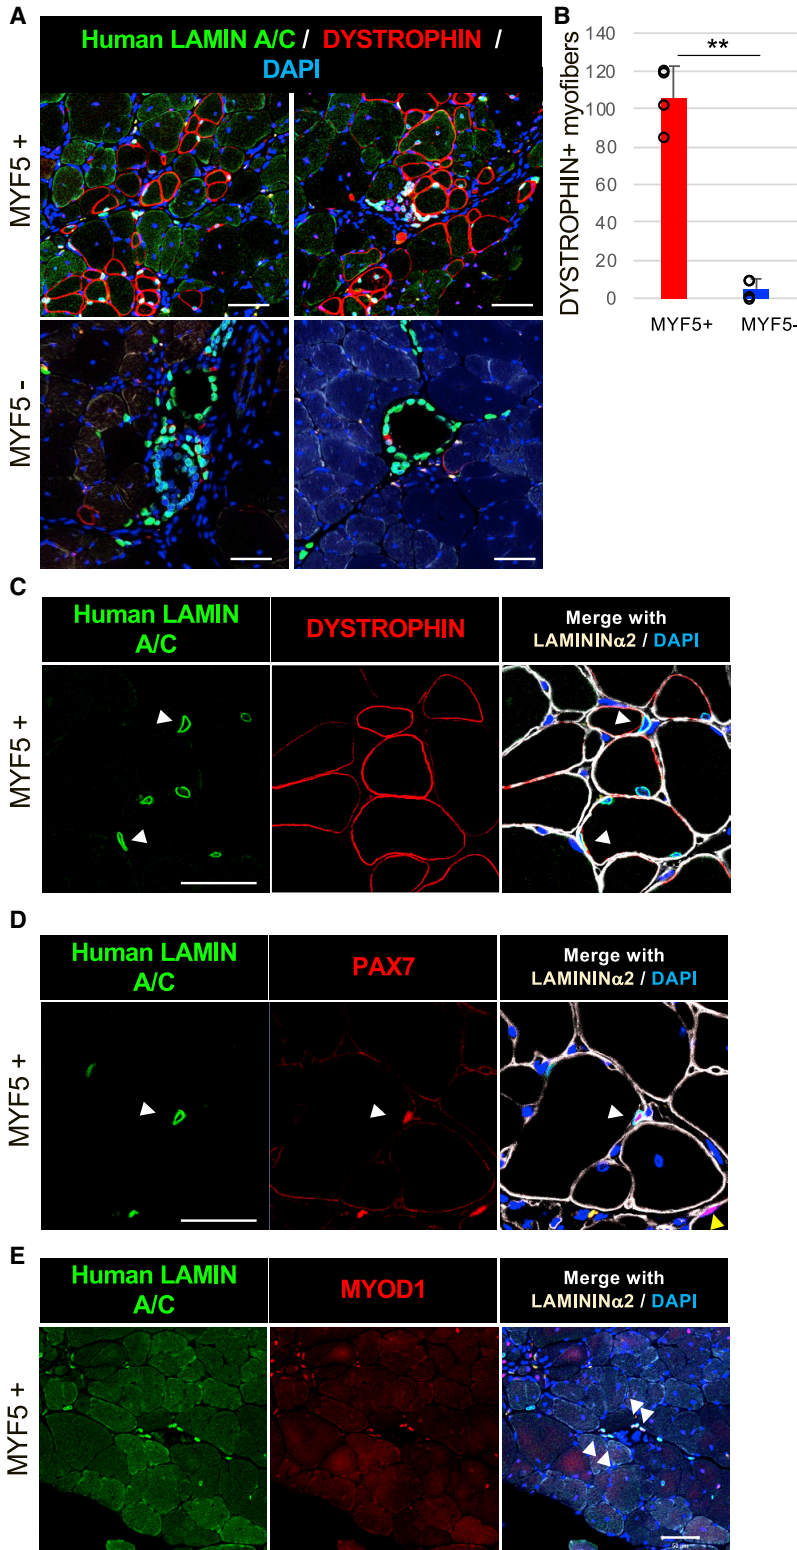 A
Human LAMIN A/C / DYSTROPHIN /
DAPI
MYF5 +
MYF5 -
B
DYSTROPHIN+ myofibers
140
120
100
80
60
40
20
0
**
MYF5+
MYF5-
C
Human LAMIN
A/C
DYSTROPHIN
Merge with
LAMININα2 / DAPI
MYF5 +
D
Human LAMIN
A/C
PAX7
Merge with
LAMININα2 / DAPI
MYF5 +
E
Human LAMIN
A/C
MYOD1
Merge with
LAMININα2 / DAPI
MYF5 +
50 μm